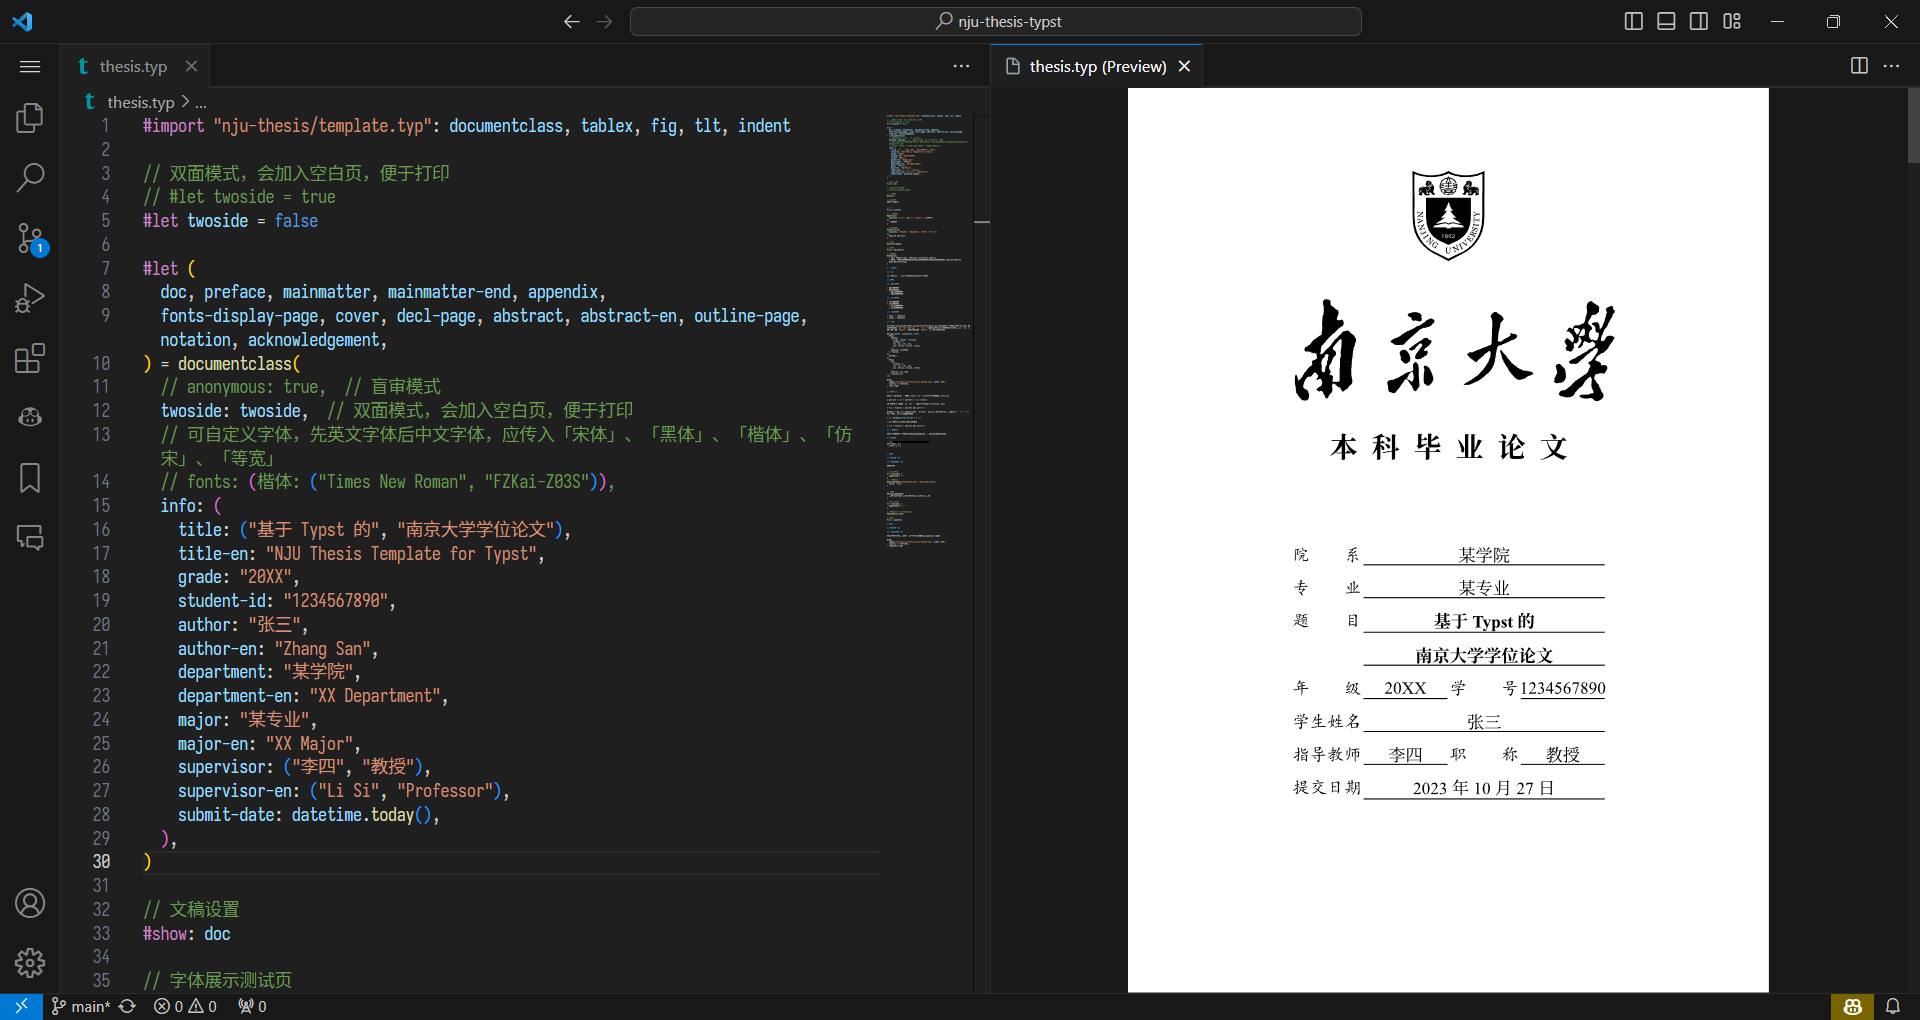 nju-thesis-typst
thesis.typ
thesis.typ > ...
1 #import "nju-thesis/template.typ": documentclass, tablex, fig, tlt, indent
2
3 // 双面模式，会加入空白页，便于打印
4 // #let twoside = true
5 #let twoside = false
6
7 #let (
8 doc, preface, mainmatter, mainmatter-end, appendix,
9 fonts-display-page, cover, decl-page, abstract, abstract-en, outline-page,
notation, acknowledgement,
10 ) = documentclass(
11 // anonymous: true, // 盲审模式
12 twoside: twoside, // 双面模式，会加入空白页，便于打印
13 // 可自定义字体，先英文字体后中文字体，应传入「宋体」、「黑体」、「楷体」、「仿
宋」、「等宽」
14 // fonts: (楷体: ("Times New Roman", "FZKai-Z03S")),
15 info: (
16 title: ("基于 Typst 的", "南京大学学位论文"),
17 title-en: "NJU Thesis Template for Typst",
18 grade: "20XX",
19 student-id: "1234567890",
20 author: "张三",
21 author-en: "Zhang San",
22 department: "某学院",
23 department-en: "XX Department",
24 major: "某专业",
25 major-en: "XX Major",
26 supervisor: ("李四", "教授"),
27 supervisor-en: ("Li Si", "Professor"),
28 submit-date: datetime.today(),
29 ),
30 )
31
32 // 文稿设置
33 #show: doc
34
35 // 字体展示测试页
thesis.typ (Preview)
NANJING UNIVERSITY
1902
南京大學
本科毕业论文
院 系 某学院
专 业 某专业
题 目 基于 Typst 的
南京大学学位论文
年 级 20XX 学 号 1234567890
学生姓名 张三
指导教师 李四 职 称 教授
提交日期 2023 年 10 月 27 日
1
main* 0 0 0